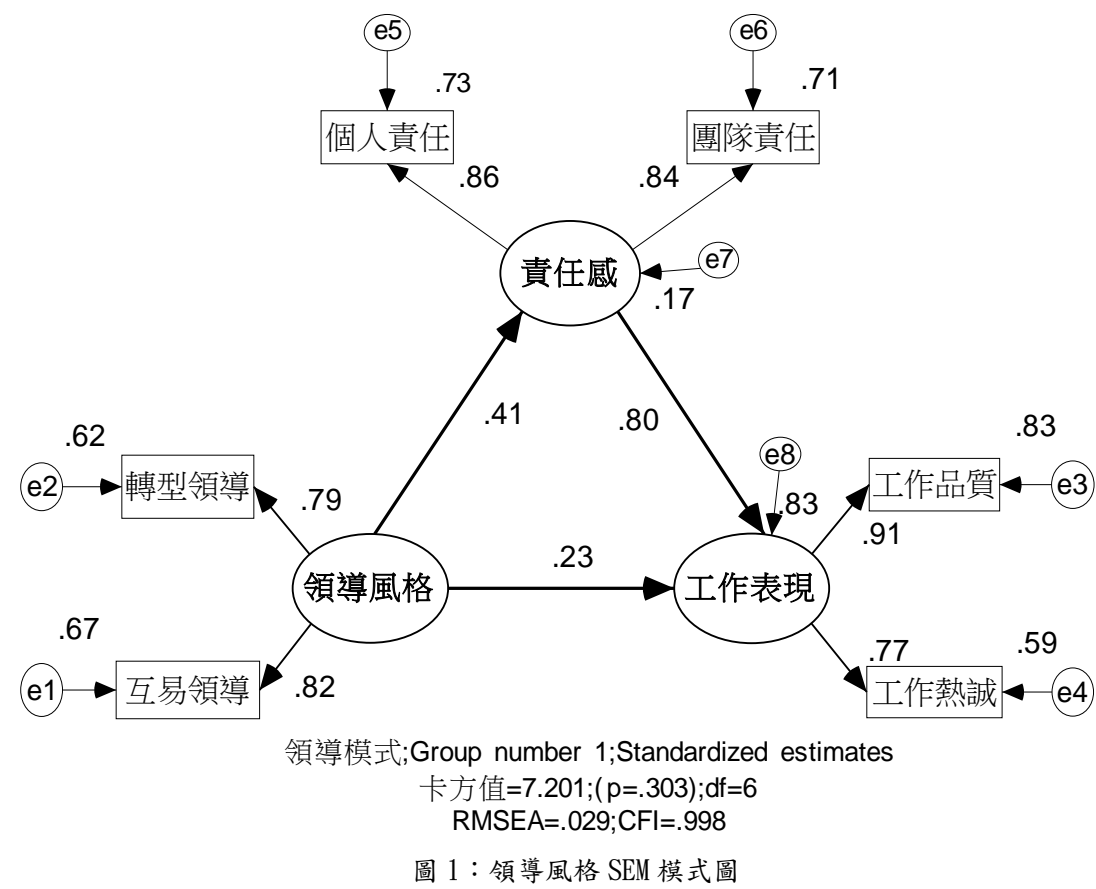 e5
e6
.73
.71
個人責任
團隊責任
.86
.84
責任感
e7
.17
.41
.80
.62
.83
e8
e2
轉型領導
工作品質
e3
.79
.83
.91
.23
領導風格
工作表現
.67
.77
.59
e1
互易領導
.82
工作熱誠
e4
領導模式;Group number 1;Standardized estimates
卡方值=7.201;(p=.303);df=6
RMSEA=.029;CFI=.998
圖 1：領導風格 SEM 模式圖